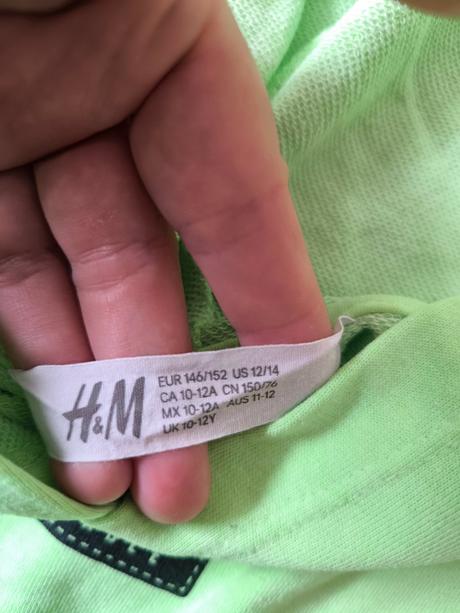 H&M
EUR 146/152 US 12/14
CA 10-12A CN 150/76
MX 10-12A AUS 11-12
UK 10-12Y